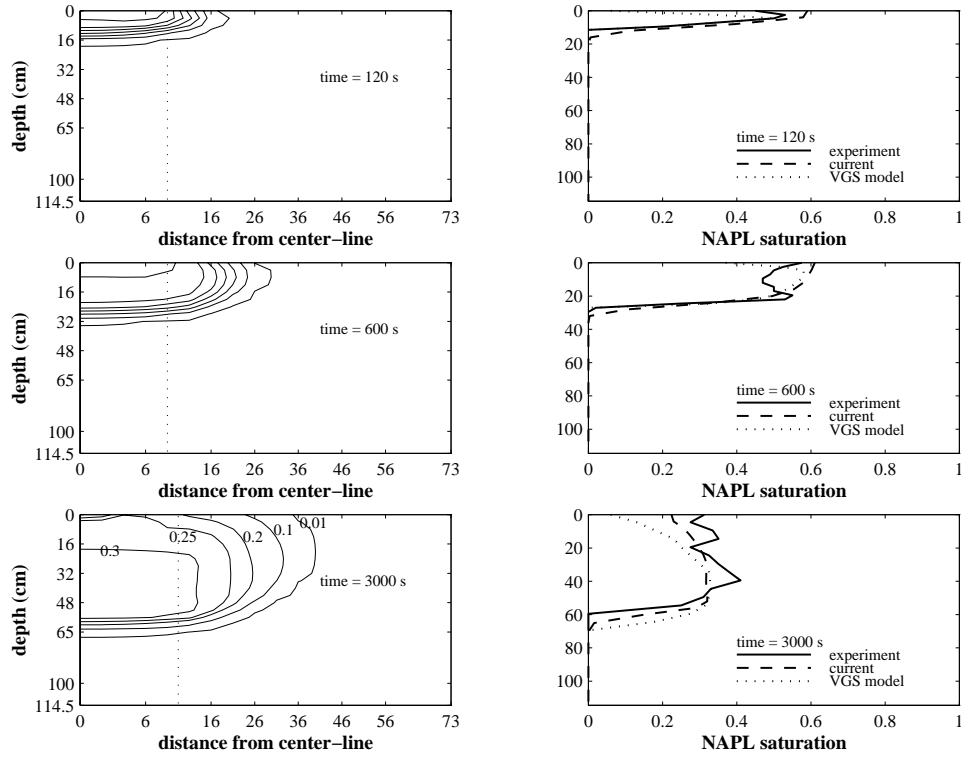 0
16
32
48
65
100
114.5
depth (cm)
time = 120 s
0 6 16 26 36 46 56 73
distance from center−line
0
20
40
60
80
100
time = 120 s
experiment
current
VGS model
0 0.2 0.4 0.6 0.8 1
NAPL saturation
0
16
32
48
65
100
114.5
depth (cm)
time = 600 s
0 6 16 26 36 46 56 73
distance from center−line
0
20
40
60
80
100
time = 600 s
experiment
current
VGS model
0 0.2 0.4 0.6 0.8 1
NAPL saturation
0
16
32
48
65
100
114.5
depth (cm)
0.3 0.25 0.2 0.1 0.01
time = 3000 s
0 6 16 26 36 46 56 73
distance from center−line
0
20
40
60
80
100
time = 3000 s
experiment
current
VGS model
0 0.2 0.4 0.6 0.8 1
NAPL saturation